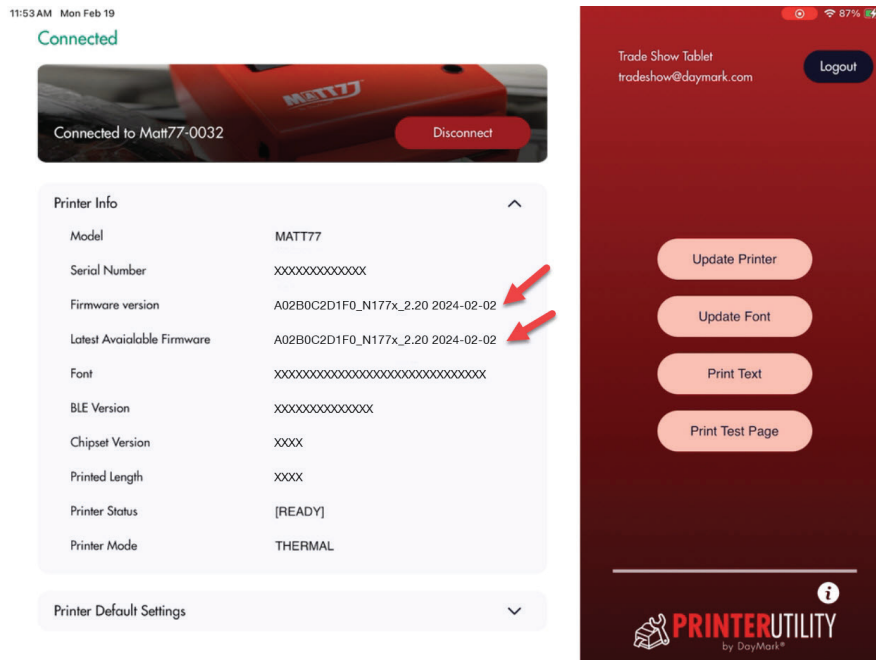 11:53 AM Mon Feb 19
87%
Connected
MATT77
Connected to Matt77-0032
Disconnect
Printer Info
Model MATT77
Serial Number XXXXXXXXXXXXX
Firmware version A02B0C2D1F0_N177x_2.20 2024-02-02
Latest Avaialable Firmware A02B0C2D1F0_N177x_2.20 2024-02-02
Font XXXXXXXXXXXXXXXXXXXXXXXXXXXXXX
BLE Version XXXXXXXXXXXXXX
Chipset Version XXXX
Printed Length XXXX
Printer Status [READY]
Printer Mode THERMAL
Printer Default Settings
Trade Show Tablet
tradeshow@daymark.com
Logout
Update Printer
Update Font
Print Text
Print Test Page
i
PRINTERUTILITY
by DayMark®